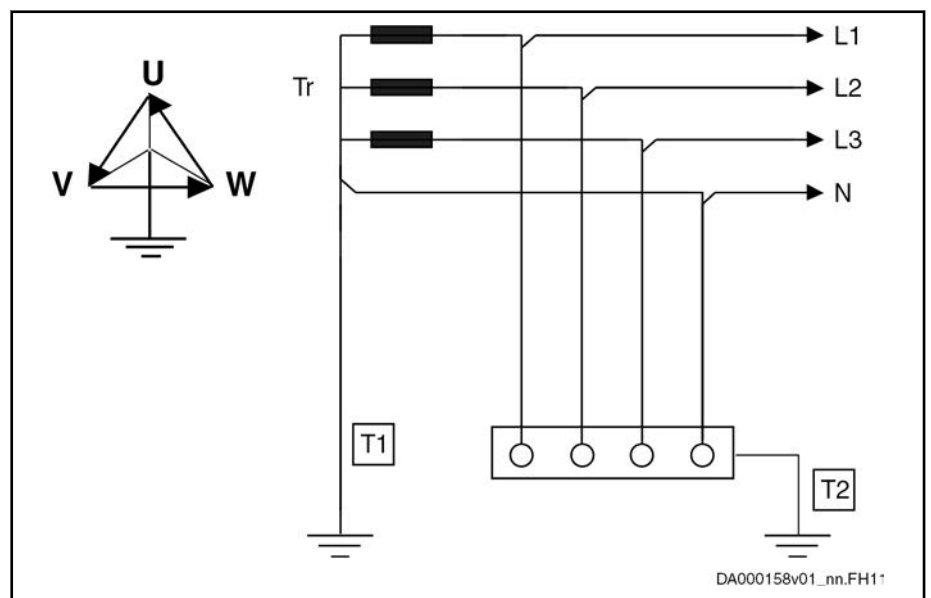 L1
U
Tr
L2
L3
V
W
N
T1
T2
DA000158v01_nn.FH11